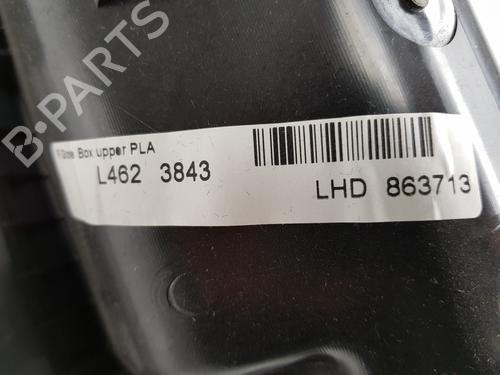 Box upper PLA
L462 3843
LHD 863713
B-PARTS